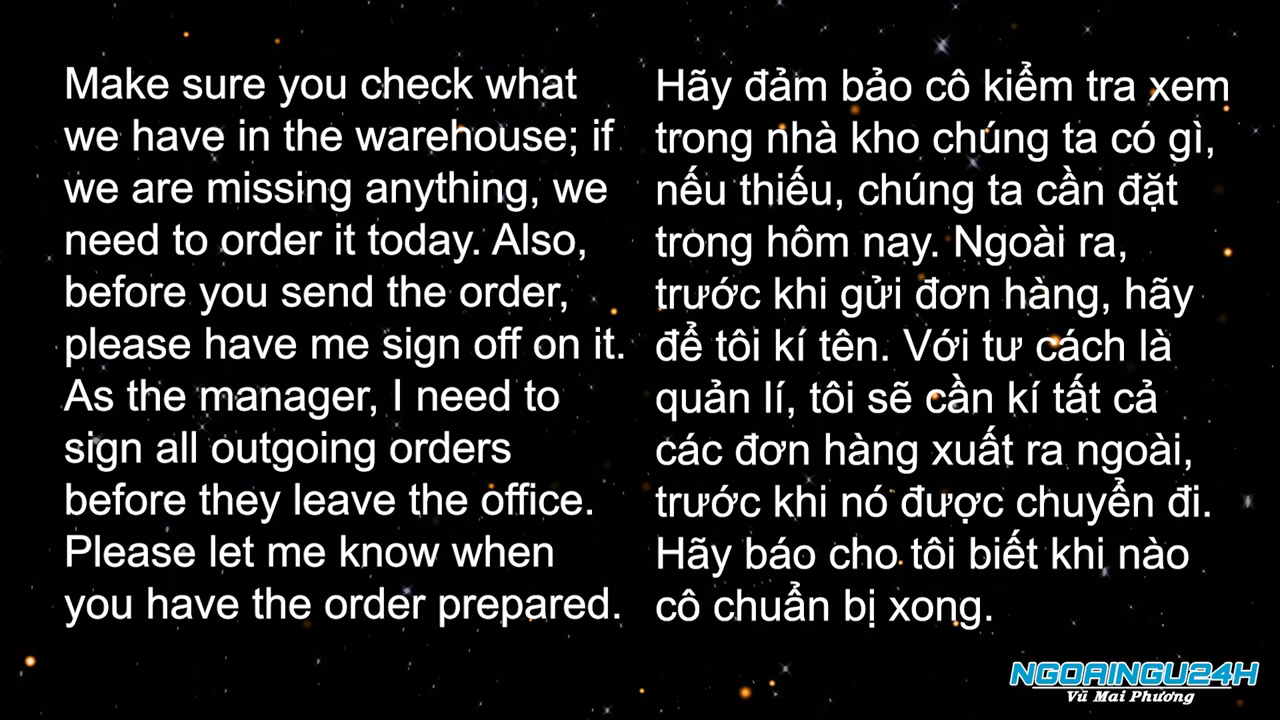 Make sure you check what
we have in the warehouse; if
we are missing anything, we
need to order it today. Also,
before you send the order,
please have me sign off on it.
As the manager, I need to
sign all outgoing orders
before they leave the office.
Please let me know when
you have the order prepared.
Hãy đảm bảo cô kiểm tra xem
trong nhà kho chúng ta có gì,
nếu thiếu, chúng ta cần đặt
trong hôm nay. Ngoài ra,
trước khi gửi đơn hàng, hãy
để tôi kí tên. Với tư cách là
quản lí, tôi sẽ cần kí tất cả
các đơn hàng xuất ra ngoài,
trước khi nó được chuyển đi.
Hãy báo cho tôi biết khi nào
cô chuẩn bị xong.
NGOAINGU24H
Vũ Mai Phương